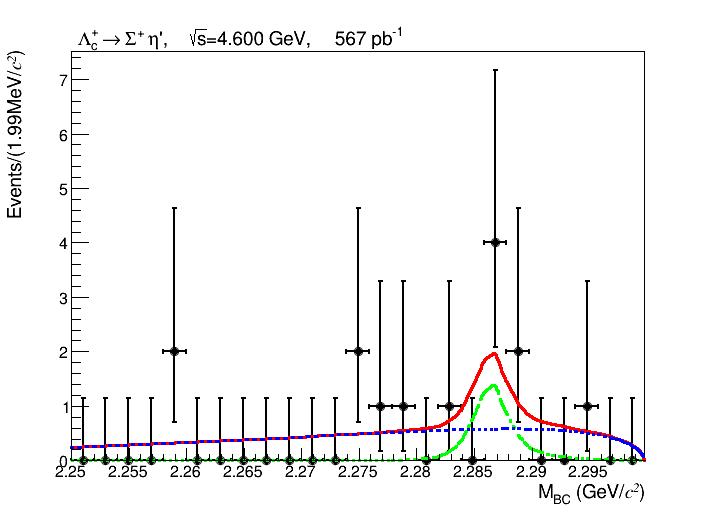 Λc+ → Σ+ η', √s=4.600 GeV, 567 pb-1
Events/(1.99MeV/c2)
7
6
5
4
3
2
1
0
2.25 2.255 2.26 2.265 2.27 2.275 2.28 2.285 2.29 2.295
MBC (GeV/c2)